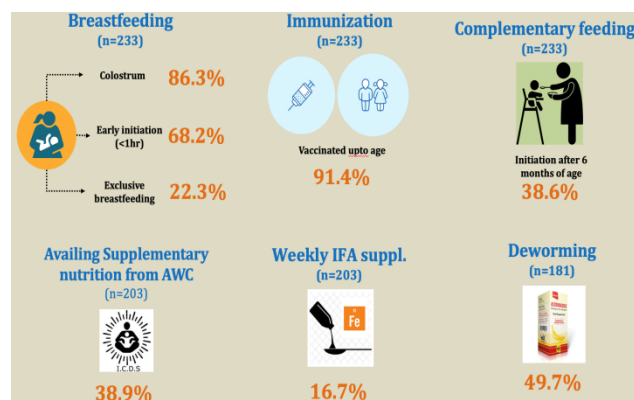 Breastfeeding
(n=233)
Colostrum
86.3%
Early initiation
(<1hr)
68.2%
Exclusive
breastfeeding
22.3%
Immunization
(n=233)
Vaccinated upto age
91.4%
Complementary feeding
(n=233)
Initiation after 6
months of age
38.6%
Availing Supplementary
nutrition from AWC
(n=203)
I.C.D.S
38.9%
Weekly IFA suppl.
(n=203)
Fe
16.7%
Deworming
(n=181)
49.7%